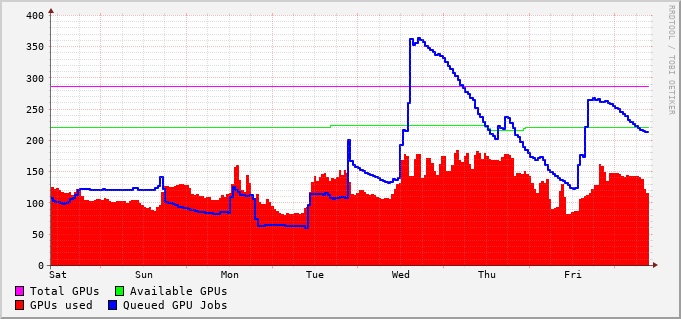 400
350
300
250
200
150
100
50
0
Sat Sun Mon Tue Wed Thu Fri
Total GPUs Available GPUs
GPUs used Queued GPU Jobs
RRDTOOL / TOBI OETIKER